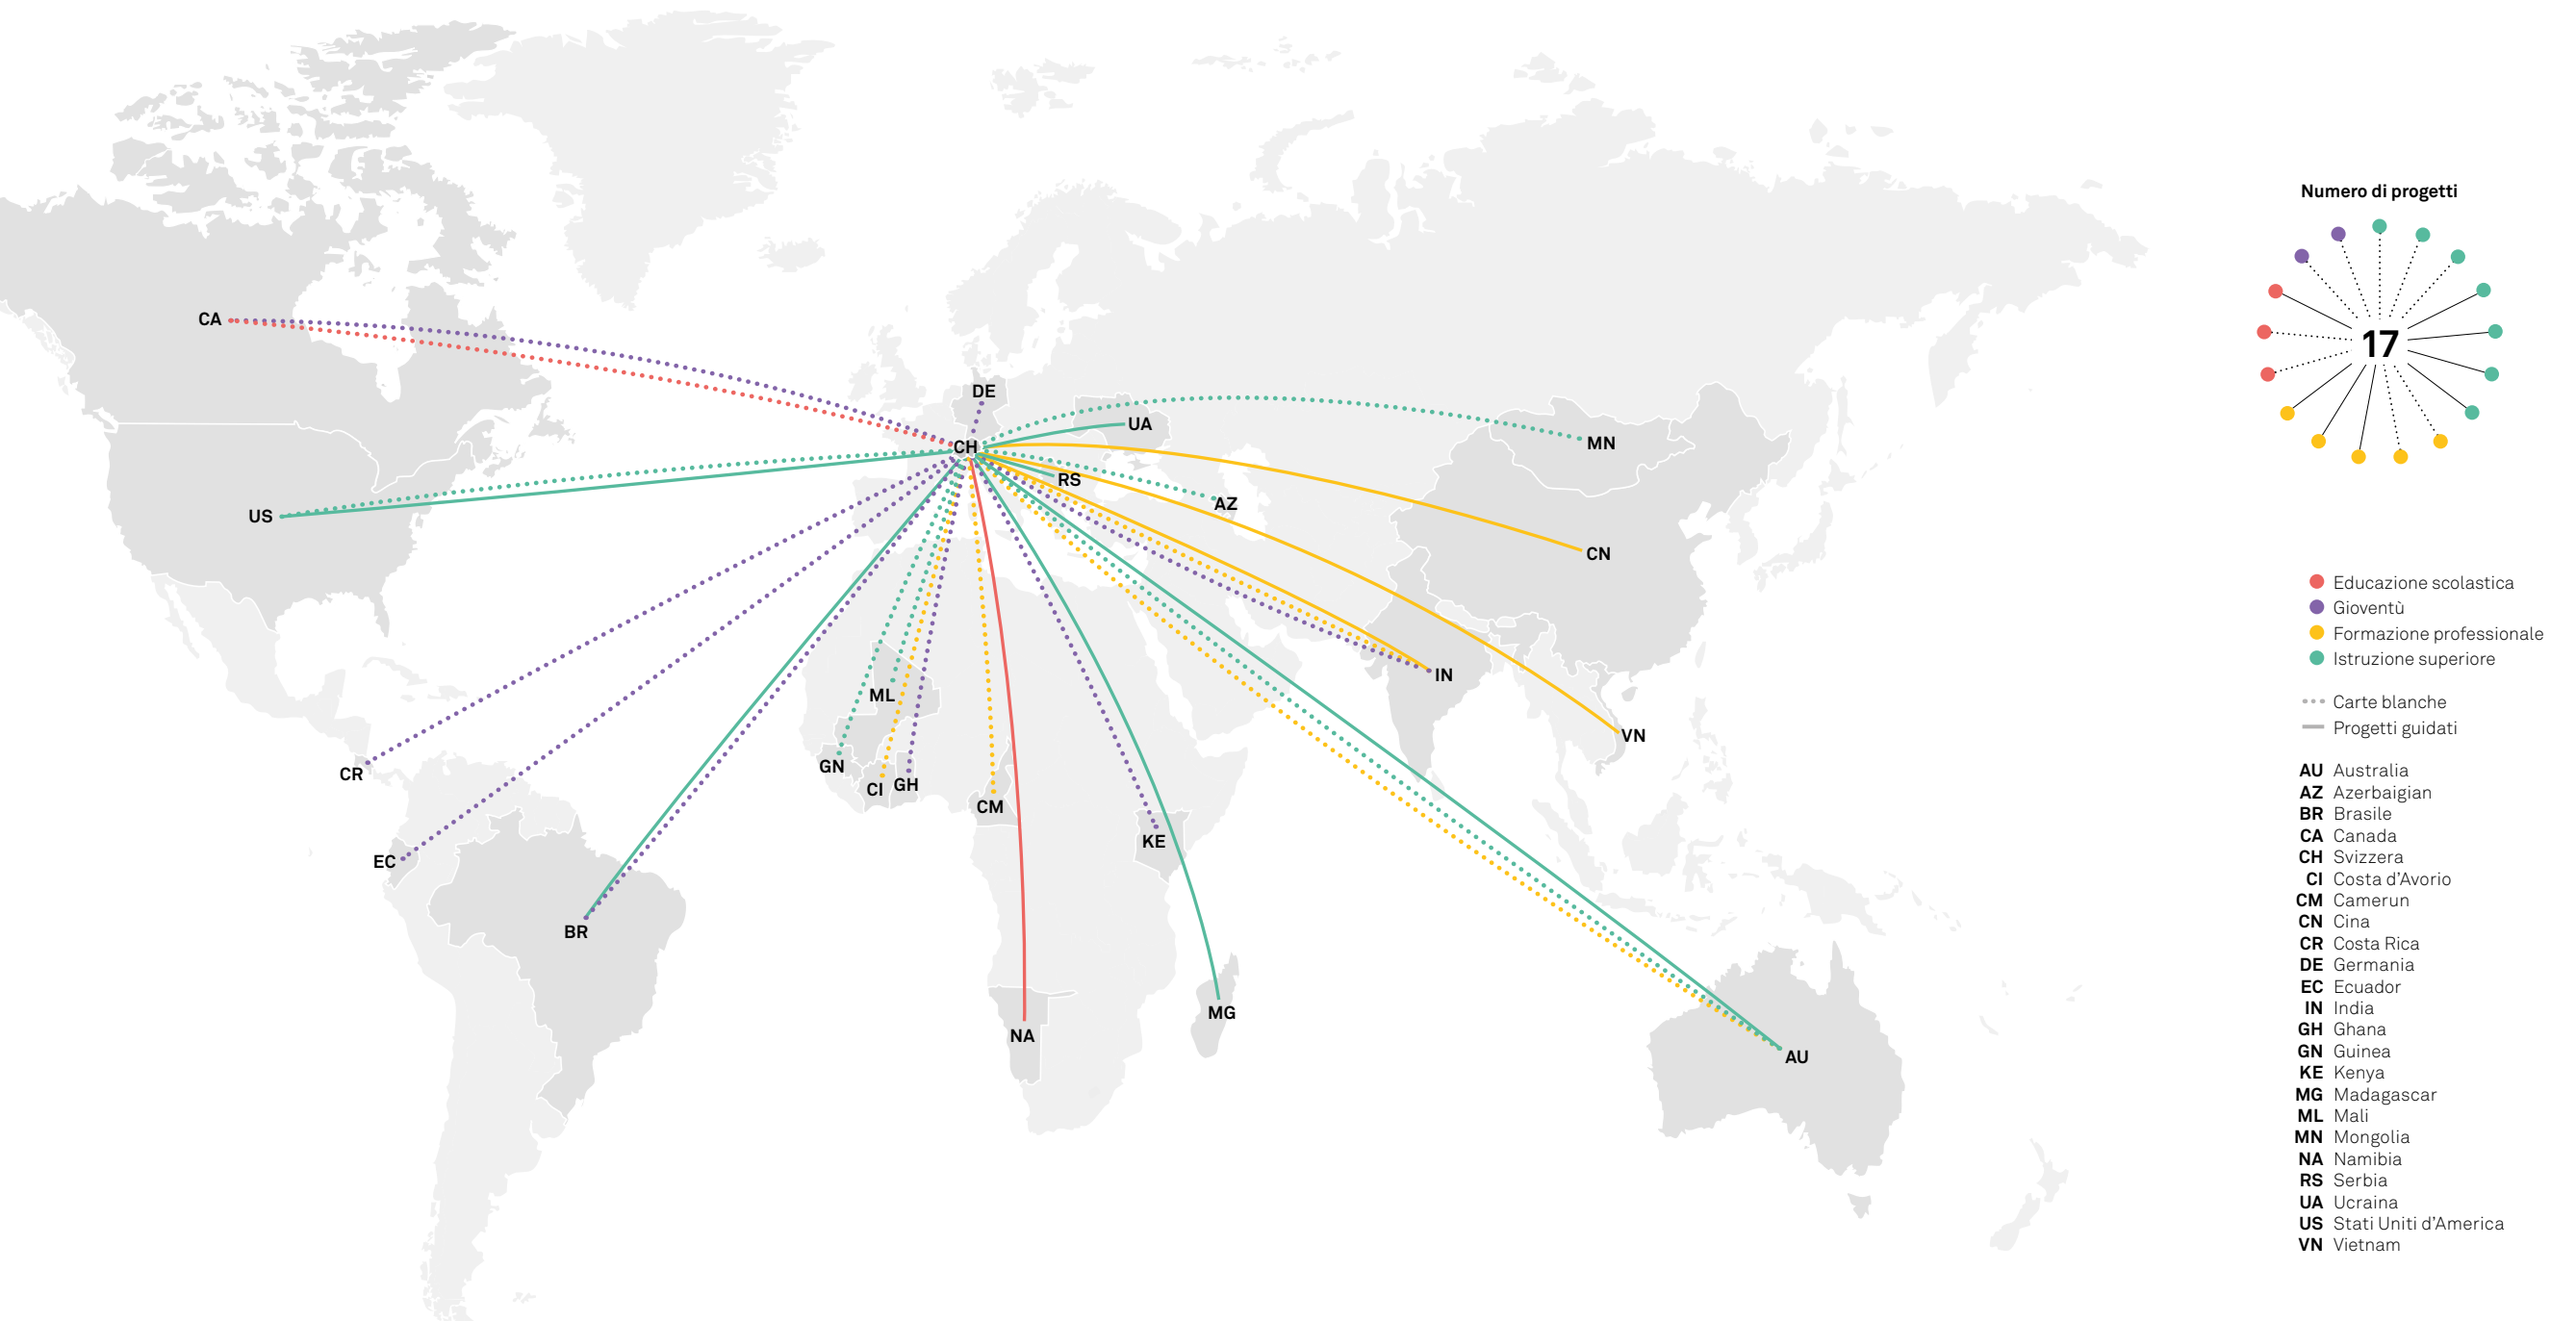 CA
US
CR
EC
BR
DE
CH
UA
RS
AZ
MN
CN
IN
VN
ML
GN
CI
GH
CM
KE
NA
MG
AU
Numero di progetti
17
Educazione scolastica
Gioventù
Formazione professionale
Istruzione superiore
Carte blanche
Progetti guidati
AU Australia
AZ Azerbaigian
BR Brasile
CA Canada
CH Svizzera
CI Costa d'Avorio
CM Camerun
CN Cina
CR Costa Rica
DE Germania
EC Ecuador
IN India
GH Ghana
GN Guinea
KE Kenya
MG Madagascar
ML Mali
MN Mongolia
NA Namibia
RS Serbia
UA Ucraina
US Stati Uniti d'America
VN Vietnam